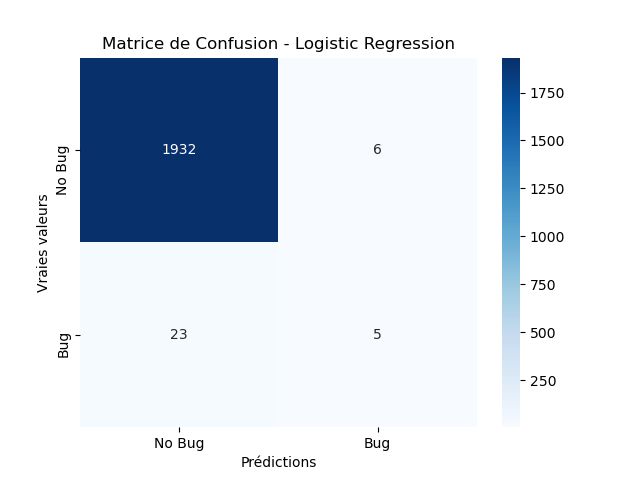 Matrice de Confusion - Logistic Regression
Vraies valeurs
No Bug
1932
6
Bug
23
5
No Bug
Bug
Prédictions
1750
1500
1250
1000
750
500
250